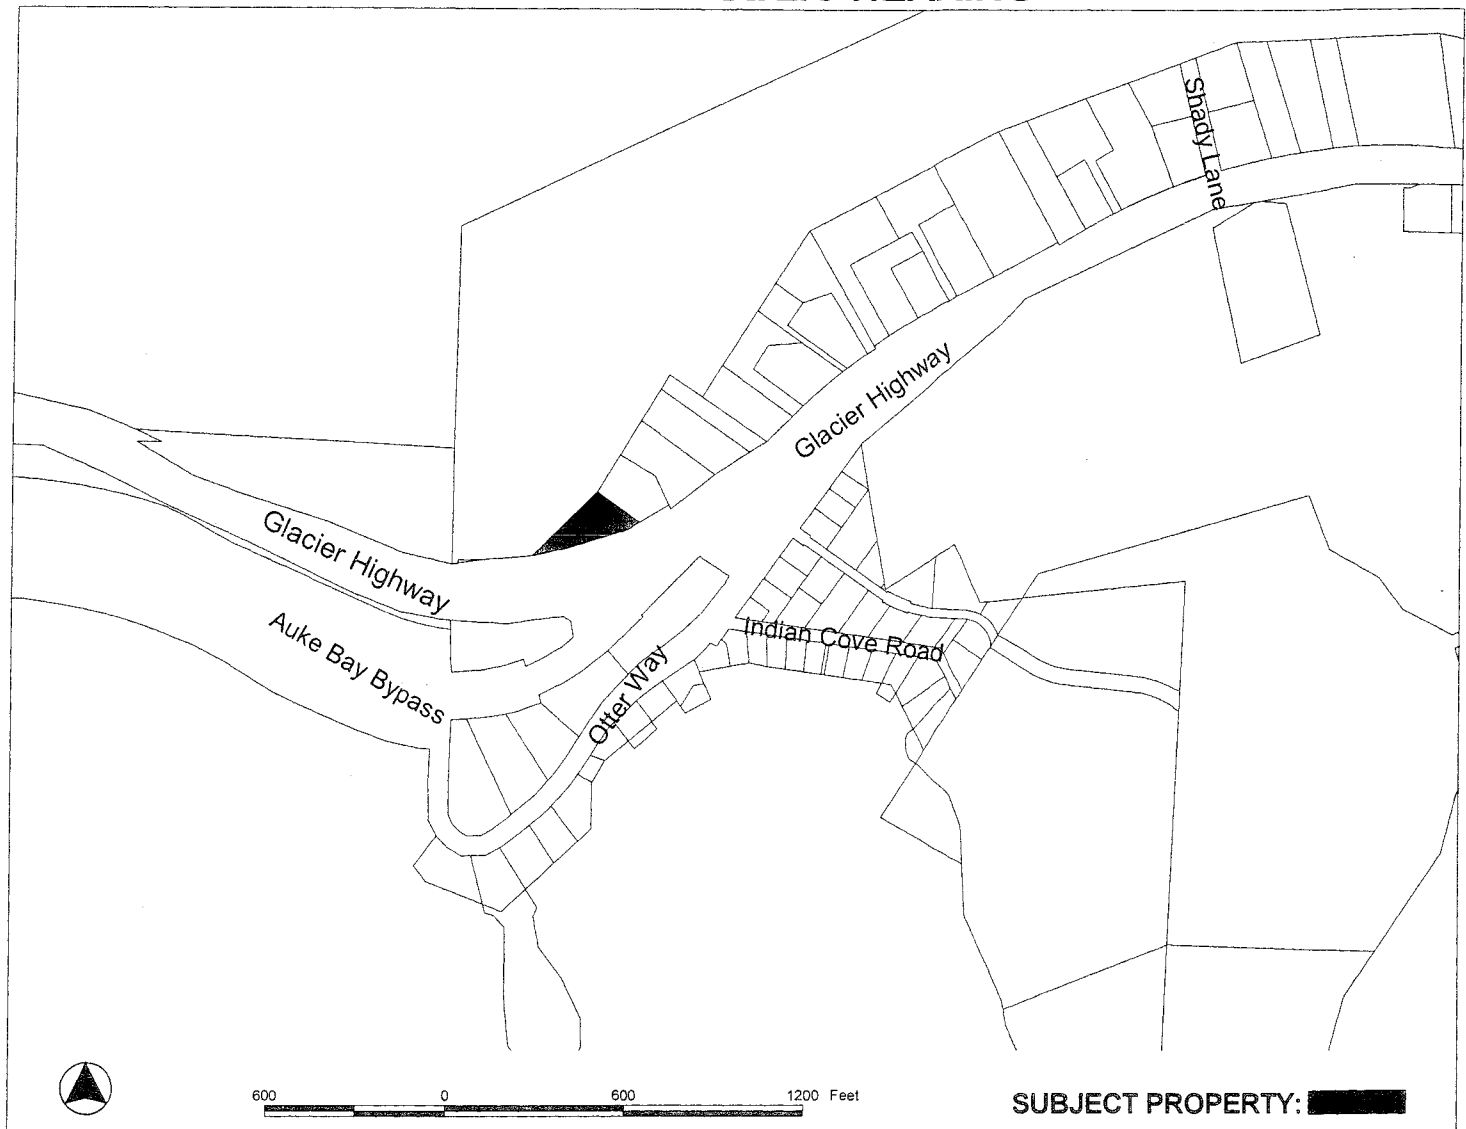 Shady Lane
Glacier Highway
Glacier Highway
Auke Bay Bypass
Indian Cove Road
Otter Way
600 0 600 1200 Feet
SUBJECT PROPERTY: